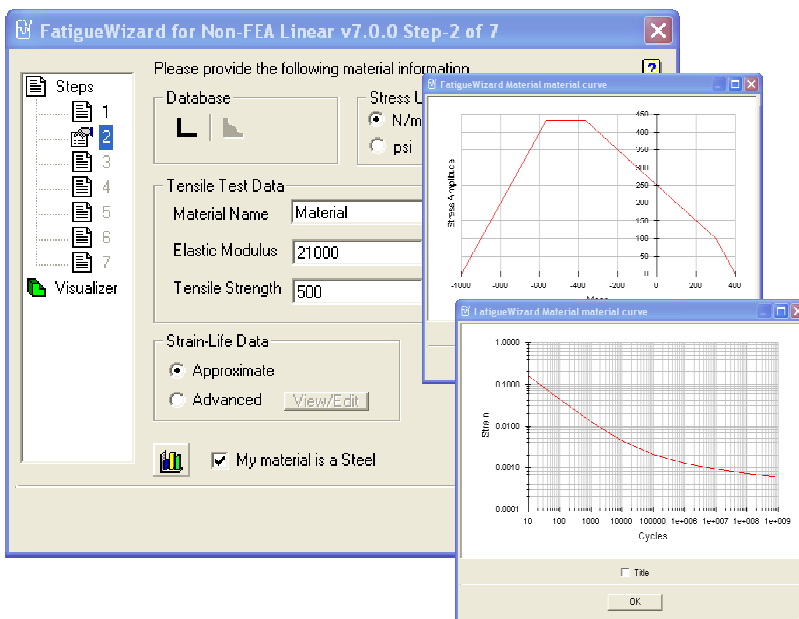 FatigueWizard for Non-FEA Linear v7.0.0 Step-2 of 7
Please provide the following material information
?
Steps
1
2
3
4
5
6
7
Visualizer
Database
Stress U
N/m
psi
Tensile Test Data
Material Name
Material
Elastic Modulus
21000
Tensile Strength
500
Strain-Life Data
Approximate
Advanced
View/Edit
My material is a Steel
FatigueWizard Material material curve
Stress Amplitude
450
400
350
300
250
200
150
100
50
0
-1000
-800
-600
-400
-200
0
200
400
FatigueWizard Material material curve
Strain
1.0000
0.1000
0.0100
0.0010
0.0001
10
100
1000
10000
100000
1e+006
1e+007
1e+008
1e+009
Cycles
Title
OK